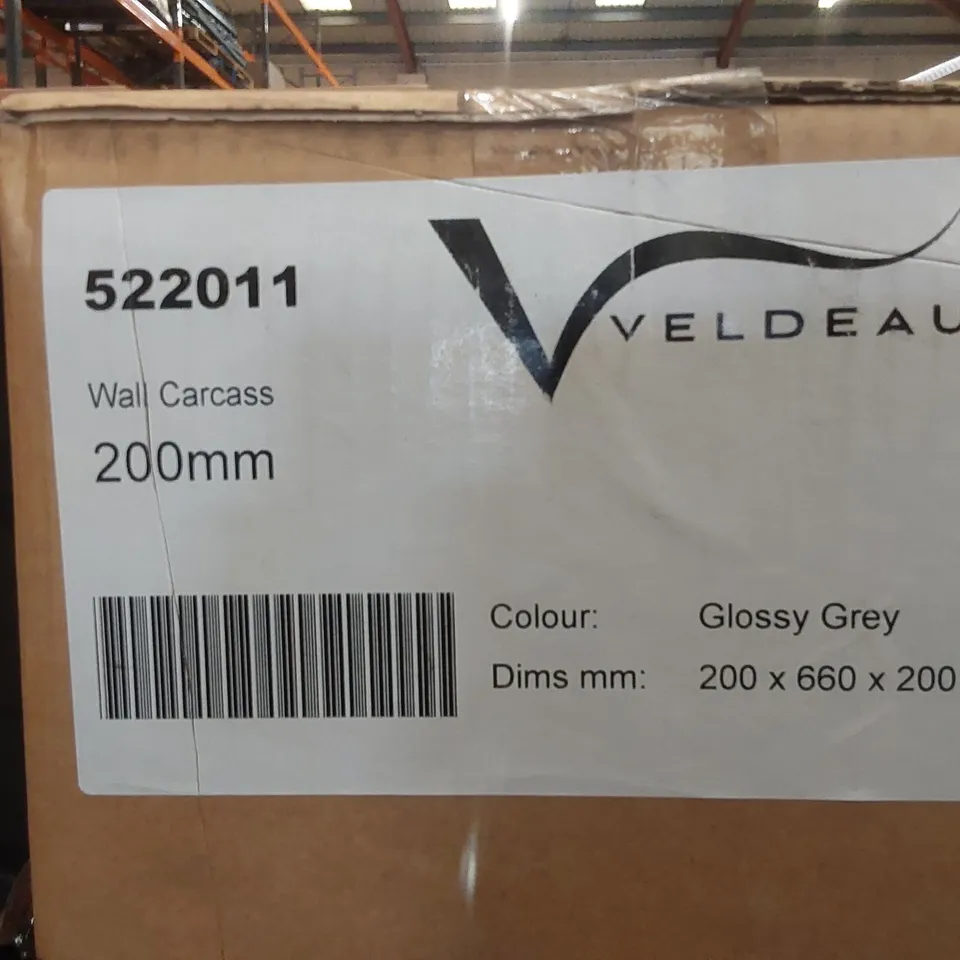 522011
VELDEAU
Wall Carcass
200mm
Colour: Glossy Grey
Dims mm: 200 x 660 x 200